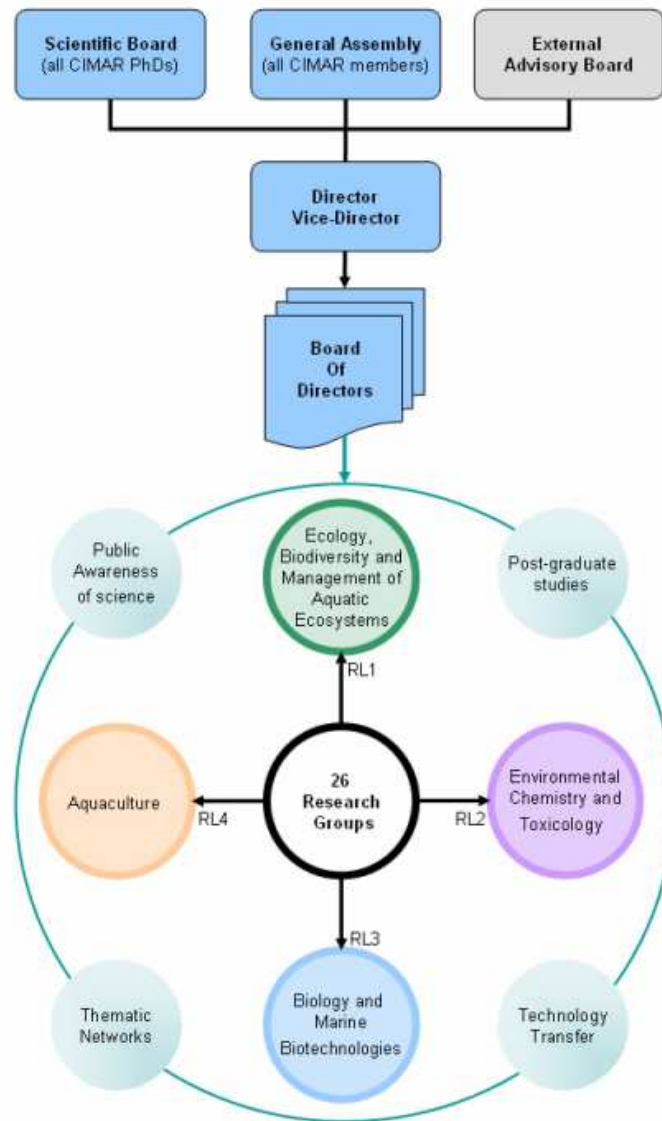 Scientific Board
(all CIMAR PhDs)
General Assembly
(all CIMAR members)
External
Advisory Board
Director
Vice-Director
Board
Of
Directors
Public
Awareness
of science
Ecology,
Biodiversity and
Management of
Aquatic
Ecosystems
Post-graduate
studies
RL1
Aquaculture
RL4
26
Research
Groups
RL2
Environmental
Chemistry and
Toxicology
RL3
Thematic
Networks
Biology and
Marine
Biotechnologies
Technology
Transfer